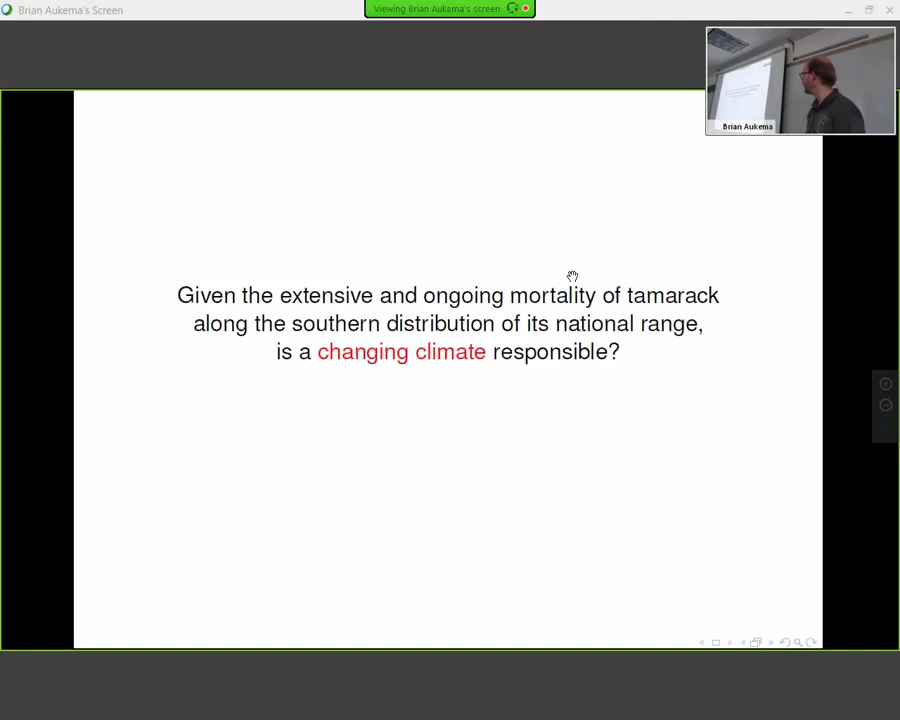 Brian Aukema's Screen
Viewing Brian Aukema's screen
Brian Aukema
Given the extensive and ongoing mortality of tamarack
along the southern distribution of its national range,
is a changing climate responsible?